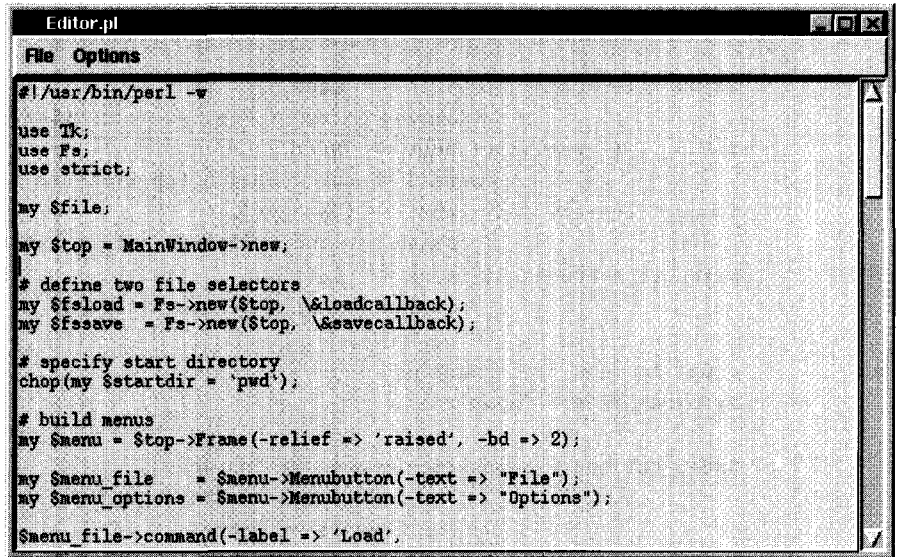 Editor.pl
File Options
#!/usr/bin/perl -w
use Tk;
use Fs;
use strict;
my $file;
my $top = MainWindow->new;
# define two file selectors
my $fsload = Fs->new($top, \&loadcallback);
my $fssave  = Fs->new($top, \&savecallback);
# specify start directory
chop(my $startdir = `pwd`);
# build menus
my $menu = $top->Frame(-relief => 'raised', -bd => 2);
my $menu_file    = $menu->Menubutton(-text => "File");
my $menu_options = $menu->Menubutton(-text => "Options");
$menu_file->command(-label => 'Load',